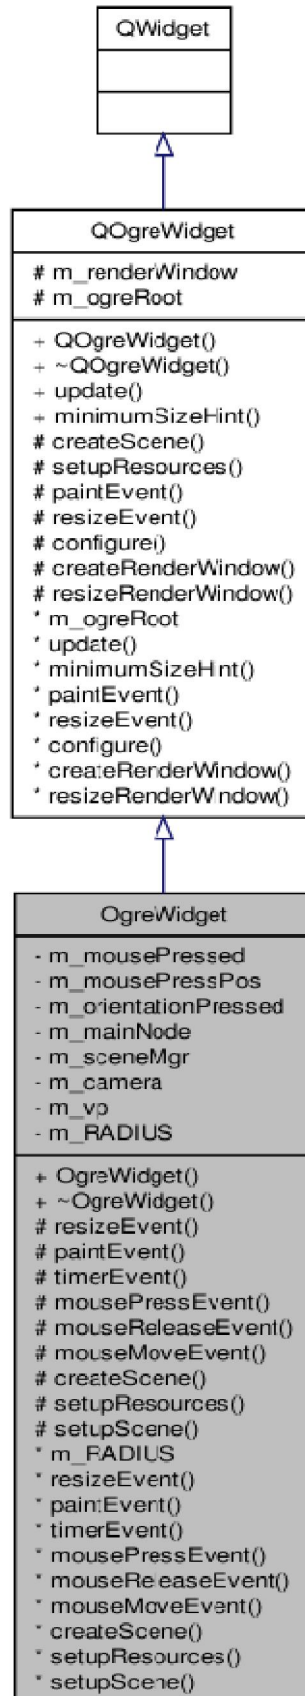 QWidget
QOgreWidget
# m_renderWindow
# m_ogreRoot
+ QOgreWidget()
+ ~QOgreWidget()
+ update()
+ minimumSizeHint()
# createScene()
# setupResources()
# paintEvent()
# resizeEvent()
# configure()
# createRenderWindow()
# resizeRenderWindow()
* m_ogreRoot
* update()
* minimumSizeHint()
* paintEvent()
* resizeEvent()
* configure()
* createRenderWindow()
* resizeRenderWindow()
OgreWidget
- m_mousePressed
- m_mousePressPos
- m_orientationPressed
- m_mainNode
- m_sceneMgr
- m_camera
- m_vp
- m_RADIUS
+ OgreWidget()
+ ~OgreWidget()
# resizeEvent()
# paintEvent()
# timerEvent()
# mousePressEvent()
# mouseReleaseEvent()
# mouseMoveEvent()
# createScene()
# setupResources()
# setupScene()
* m_RADIUS
* resizeEvent()
* paintEvent()
* timerEvent()
* mousePressEvent()
* mouseReleaseEvent()
* mouseMoveEvent()
* createScene()
* setupResources()
* setupScene()